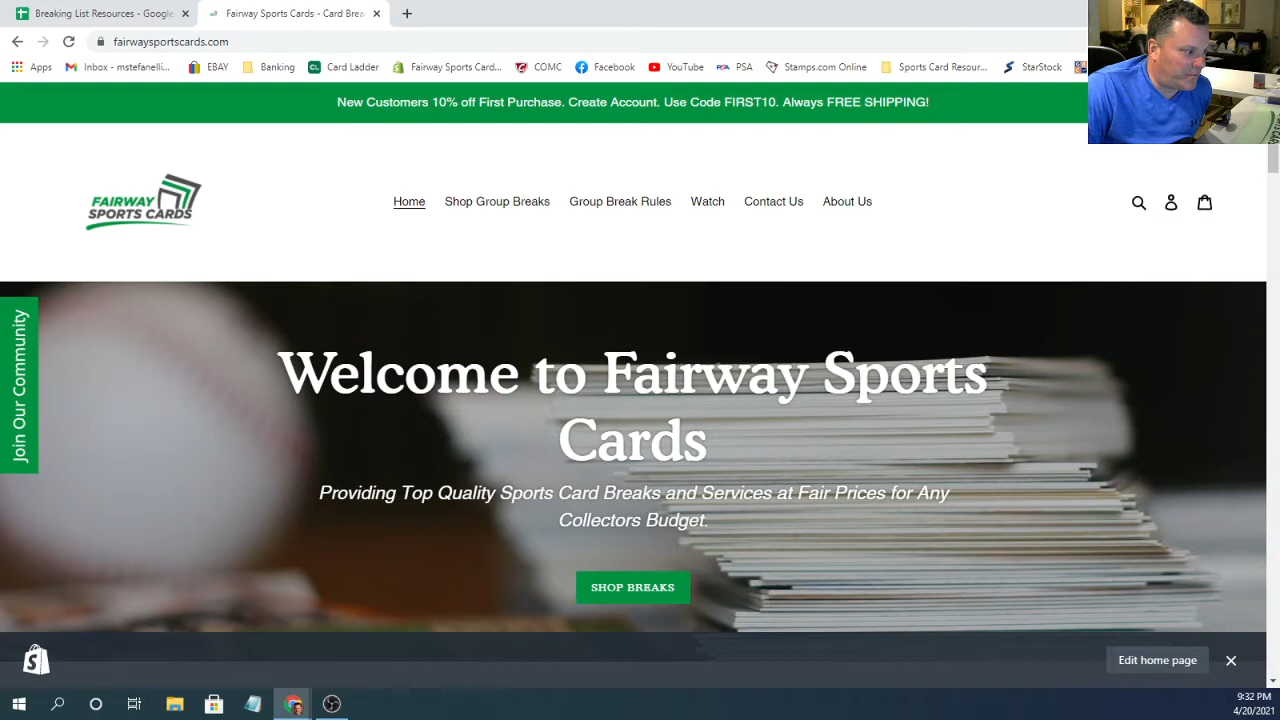 Breaking List Resources - Google
Fairway Sports Cards - Card Brea
fairwaysportscards.com
Apps
Inbox - mstefanelli...
EBAY
Banking
Card Ladder
Fairway Sports Card...
COMC
Facebook
YouTube
PSA
Stamps.com Online
Sports Card Resour...
StarStock
New Customers 10% off First Purchase. Create Account. Use Code FIRST10. Always FREE SHIPPING!
FAIRWAY
SPORTS CARDS
Home
Shop Group Breaks
Group Break Rules
Watch
Contact Us
About Us
Join Our Community
Welcome to Fairway Sports
Cards
Providing Top Quality Sports Card Breaks and Services at Fair Prices for Any
Collectors Budget.
SHOP BREAKS
Edit home page
9:32 PM
4/20/2021